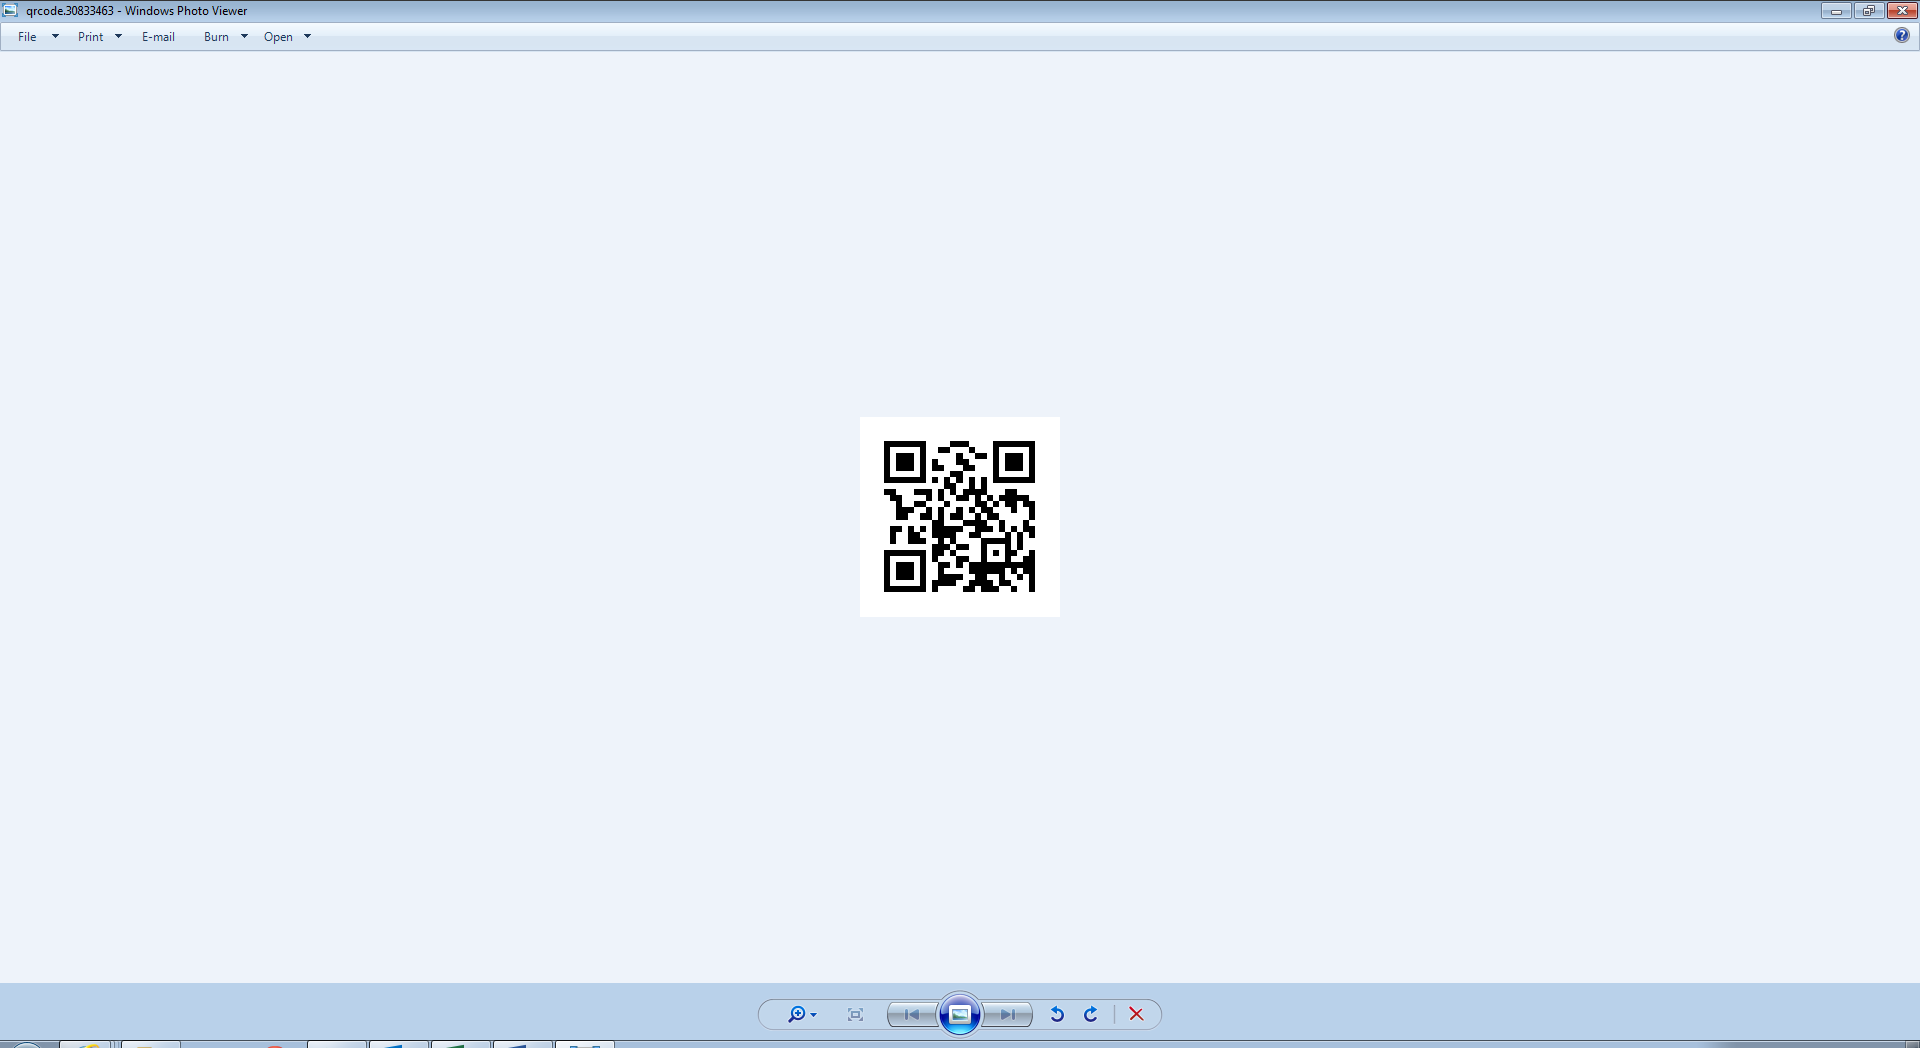 qrcode.30833463 - Windows Photo Viewer
File Print E-mail Burn Open
?